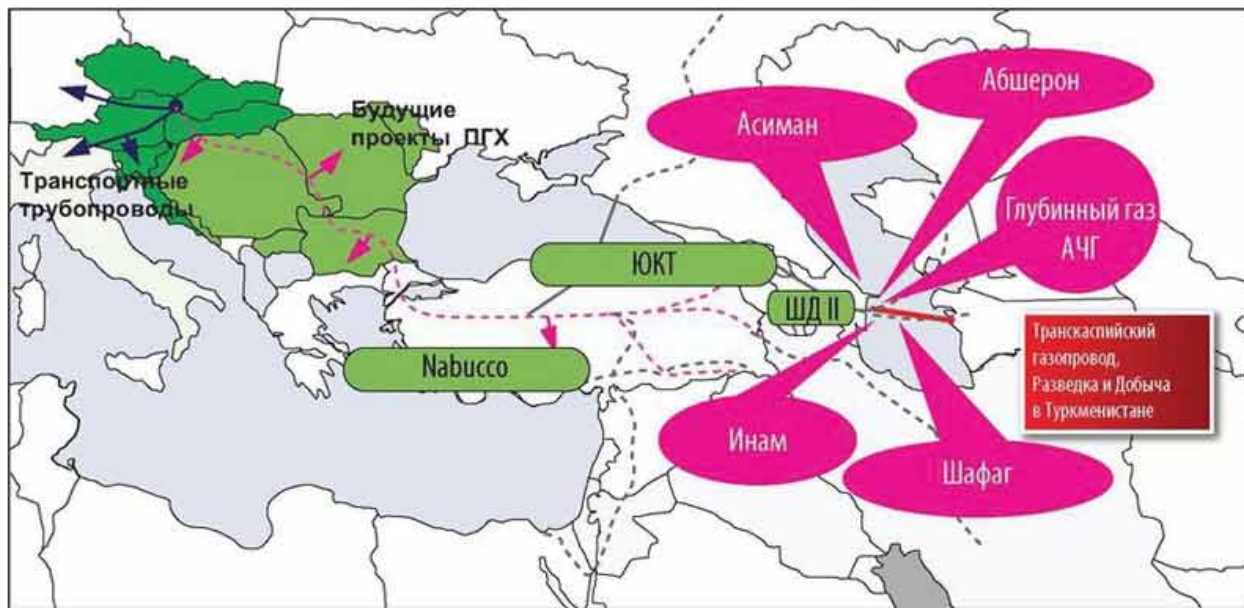 Абшерон
Асиман
Будущие
проекты ПГХ
Транспортные
трубопроводы
Глубинный газ
АЧГ
ЮКТ
ШД II
Nabucco
Транскаспийский
газопровод,
Разведка и Добыча
в Туркменистане
Инам
Шафаг